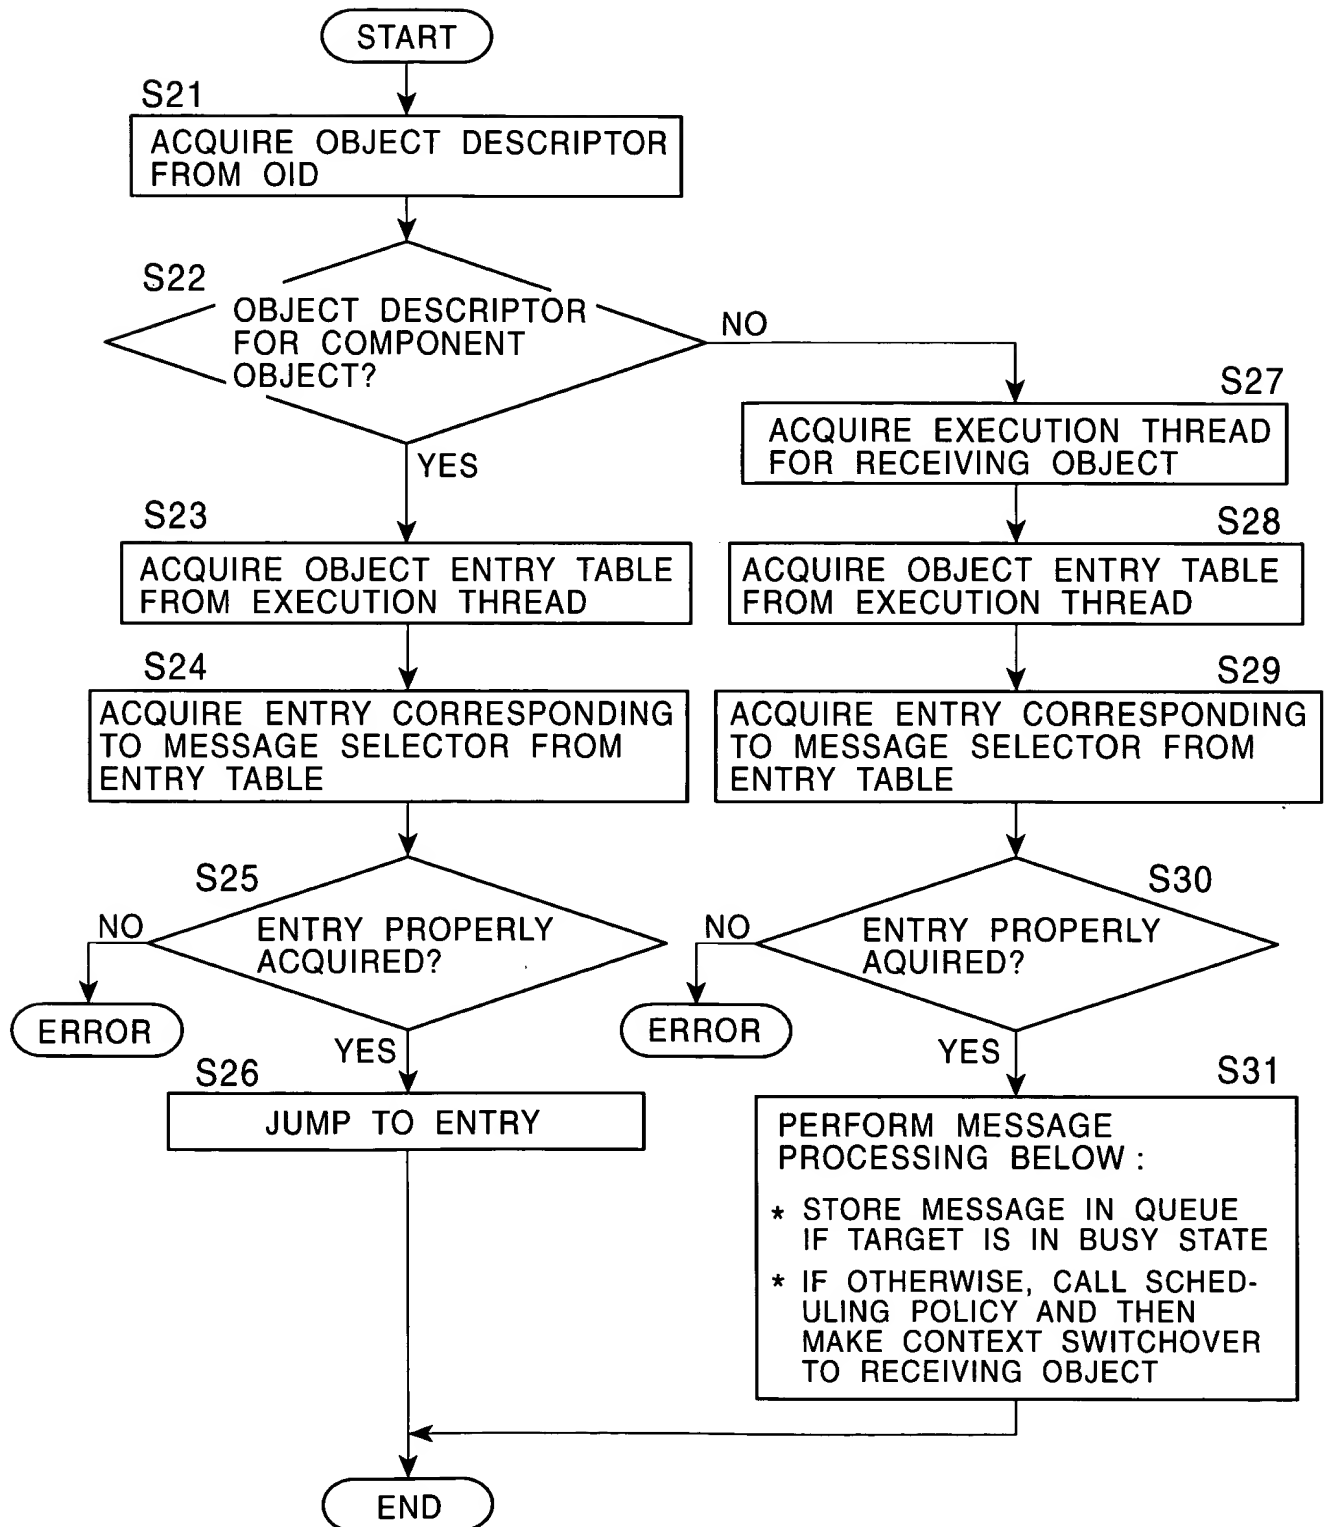 START
S21
ACQUIRE OBJECT DESCRIPTOR
FROM OID
S22
OBJECT DESCRIPTOR
FOR COMPONENT
OBJECT?
NO
YES
S23
ACQUIRE OBJECT ENTRY TABLE
FROM EXECUTION THREAD
S24
ACQUIRE ENTRY CORRESPONDING
TO MESSAGE SELECTOR FROM
ENTRY TABLE
S25
ENTRY PROPERLY
ACQUIRED?
NO
ERROR
YES
S26
JUMP TO ENTRY
S27
ACQUIRE EXECUTION THREAD
FOR RECEIVING OBJECT
S28
ACQUIRE OBJECT ENTRY TABLE
FROM EXECUTION THREAD
S29
ACQUIRE ENTRY CORRESPONDING
TO MESSAGE SELECTOR FROM
ENTRY TABLE
S30
ENTRY PROPERLY
AQUIRED?
NO
ERROR
YES
S31
PERFORM MESSAGE
PROCESSING BELOW :
* STORE MESSAGE IN QUEUE
IF TARGET IS IN BUSY STATE
* IF OTHERWISE, CALL SCHED-
ULING POLICY AND THEN
MAKE CONTEXT SWITCHOVER
TO RECEIVING OBJECT
END